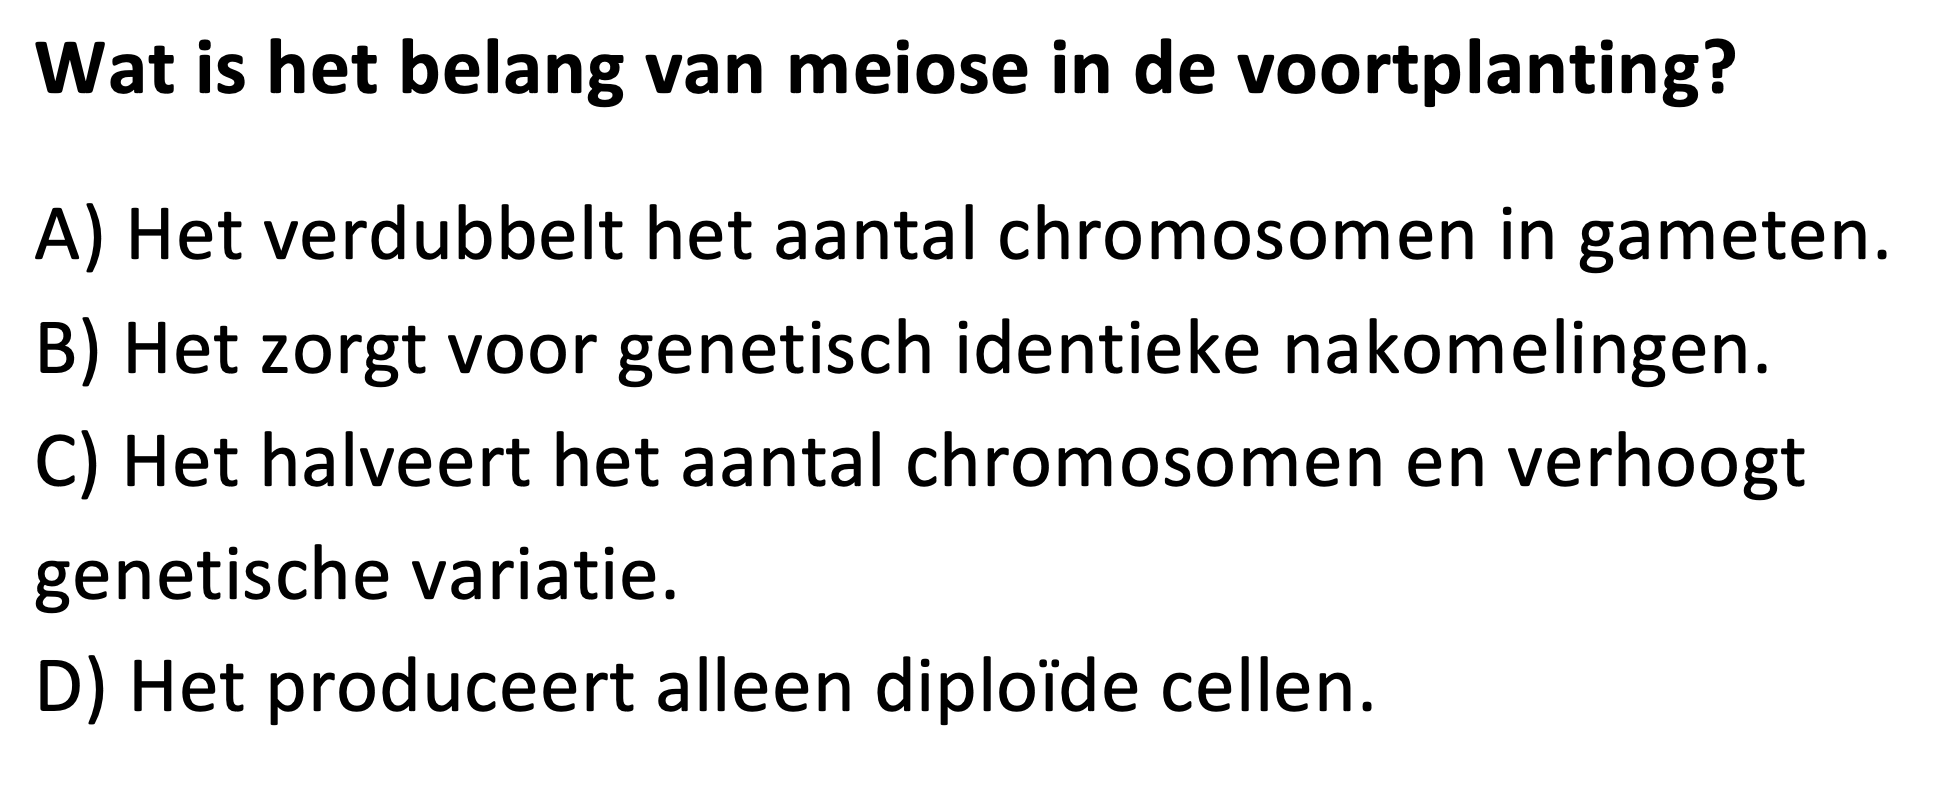 Wat is het belang van meiose in de voortplanting?
A) Het verdubbelt het aantal chromosomen in gameten.
B) Het zorgt voor genetisch identieke nakomelingen.
C) Het halveert het aantal chromosomen en verhoogt
genetische variatie.
D) Het produceert alleen diploïde cellen.